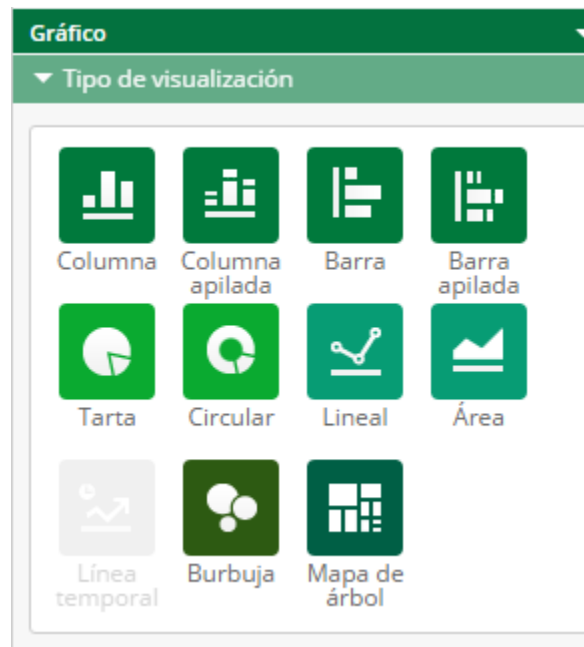 Gráfico
Tipo de visualización
Columna
Columna
apilada
Barra
Barra
apilada
Tarta
Circular
Lineal
Área
Línea
temporal
Burbuja
Mapa de
árbol